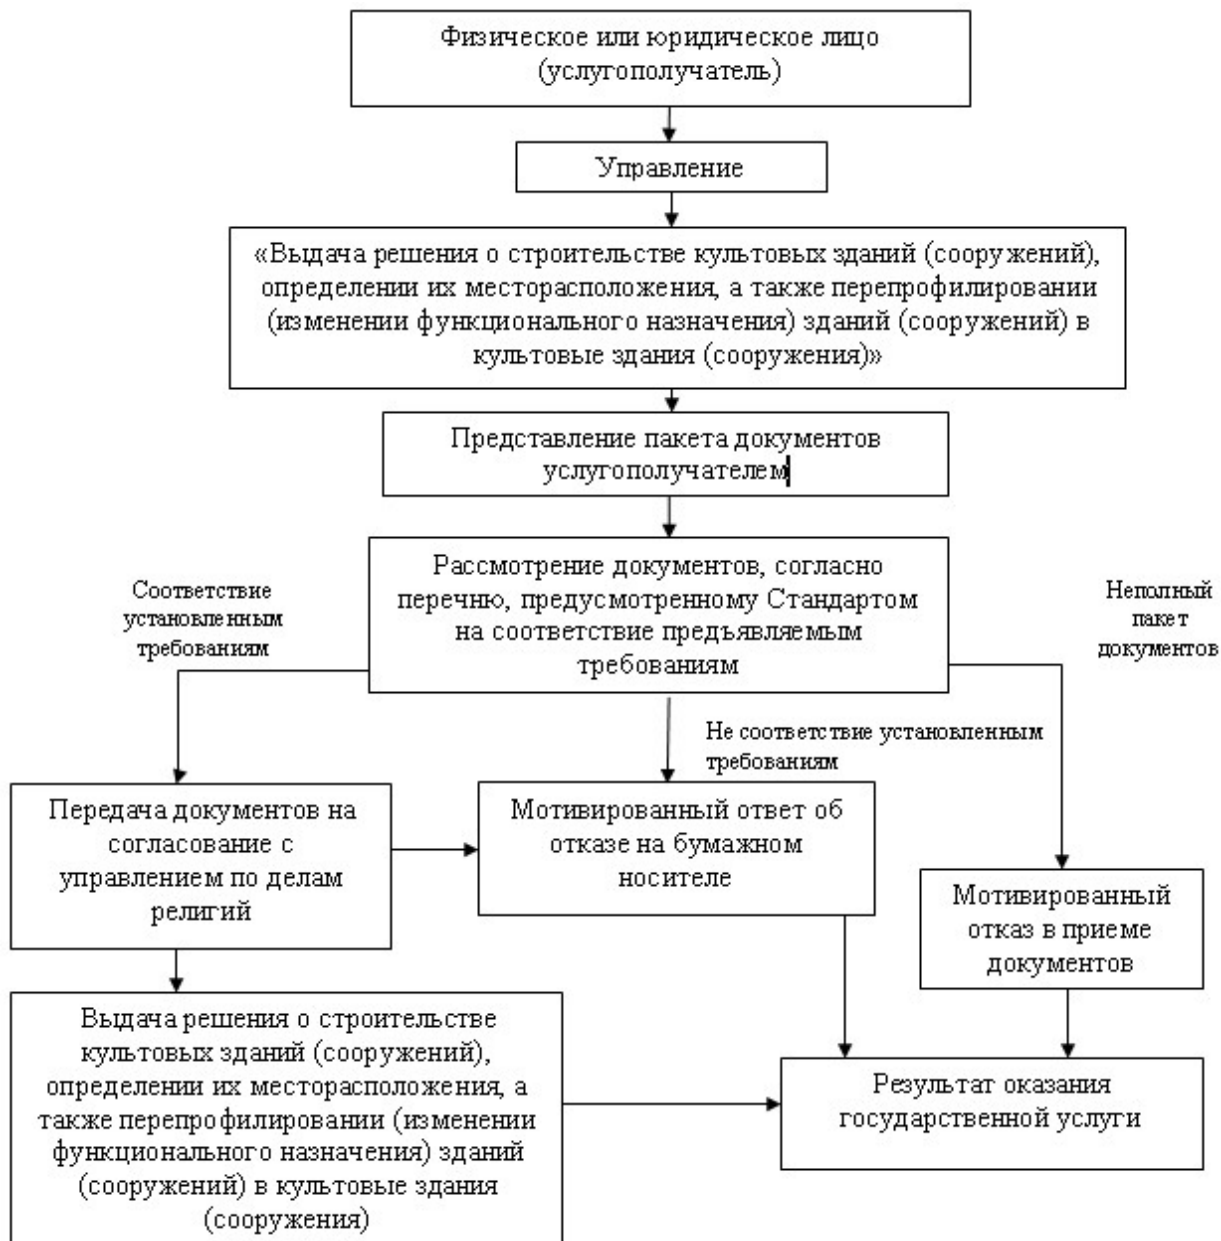 Физическое или юридическое лицо
(услугополучатель)
Управление
«Выдача решения о строительстве культовых зданий (сооружений),
определении их месторасположения, а также перепрофилировании
(изменении функционального назначения) зданий (сооружений) в
культовые здания (сооружения)»
Представление пакета документов
услугополучателем
Рассмотрение документов, согласно
перечню, предусмотренному Стандартом
на соответствие предъявляемым
требованиям
Соответствие
установленным
требованиям
Неполный
пакет
документов
Не соответствие установленным
требованиям
Передача документов на
согласование с
управлением по делам
религий
Мотивированный ответ об
отказе на бумажном
носителе
Мотивированный
отказ в приеме
документов
Выдача решения о строительстве
культовых зданий (сооружений),
определении их месторасположения, а
также перепрофилировании (изменении
функционального назначения) зданий
(сооружений) в культовые здания
(сооружения)
Результат оказания
государственной услуги